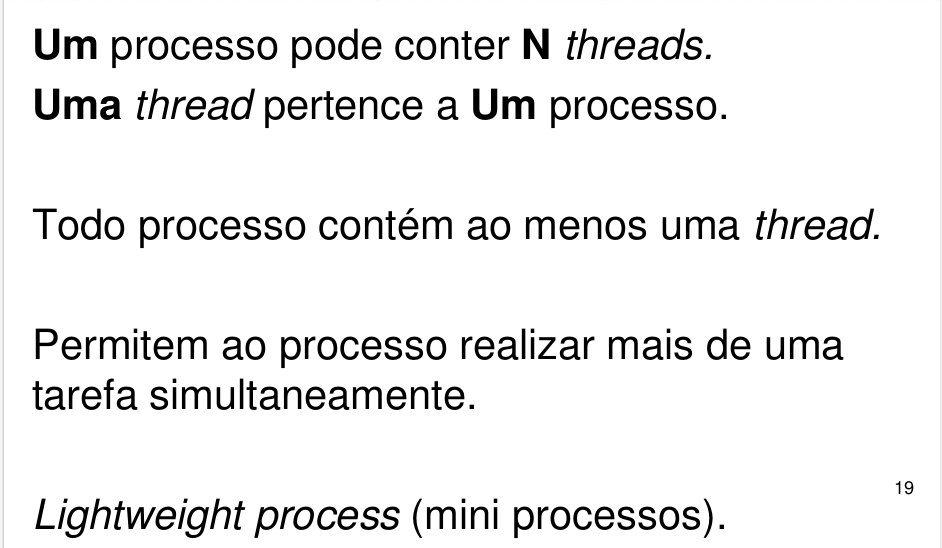 Um processo pode conter N threads.
Uma thread pertence a Um processo.
Todo processo contém ao menos uma thread.
Permitem ao processo realizar mais de uma
tarefa simultaneamente.
19
Lightweight process (mini processos).